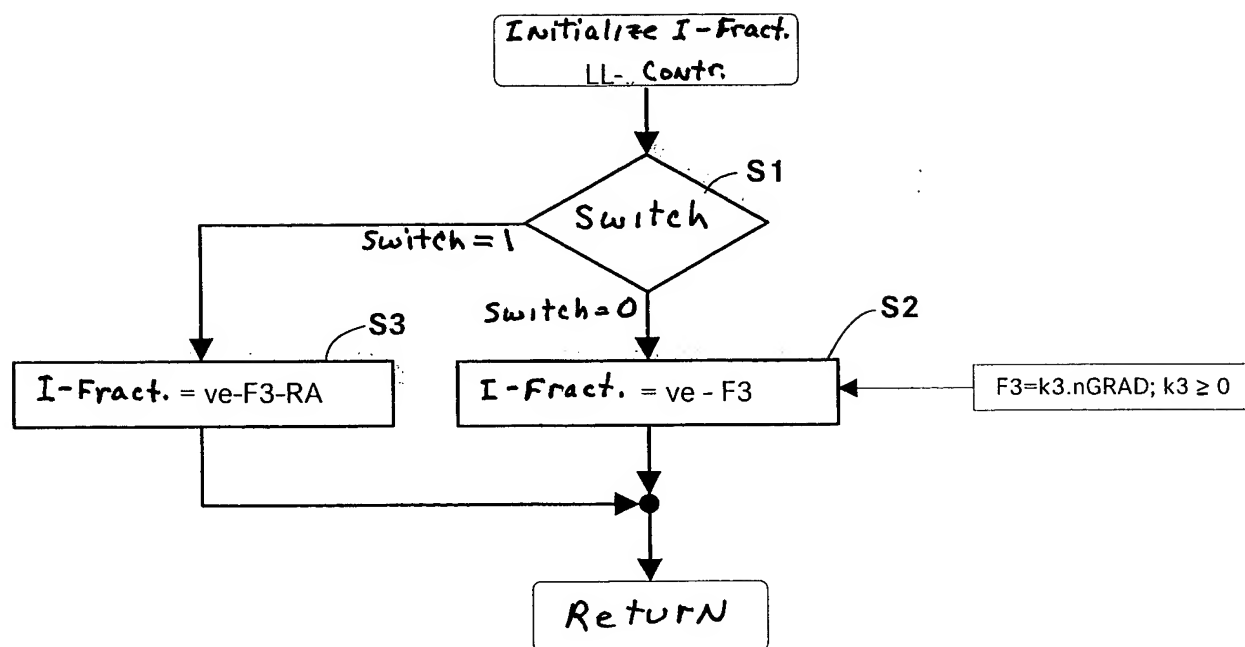 Initialize I-Fract.
LL- Contr.
S1
Switch
Switch=1
Switch=0
S3
S2
I-Fract. = ve-F3-RA
I-Fract. = ve - F3
F3=k3.nGRAD; k3 ≥ 0
Return